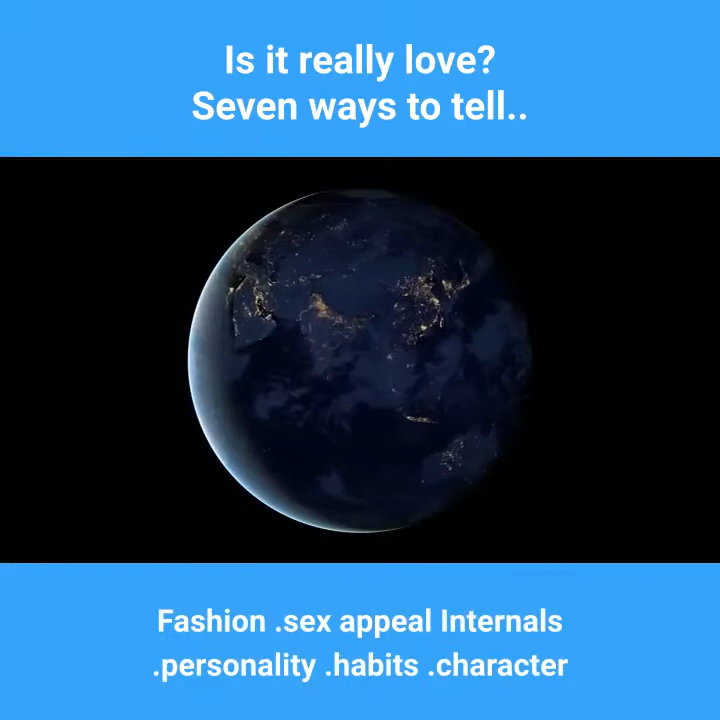 Is it really love?
Seven ways to tell..
Fashion .sex appeal Internals
.personality .habits .character